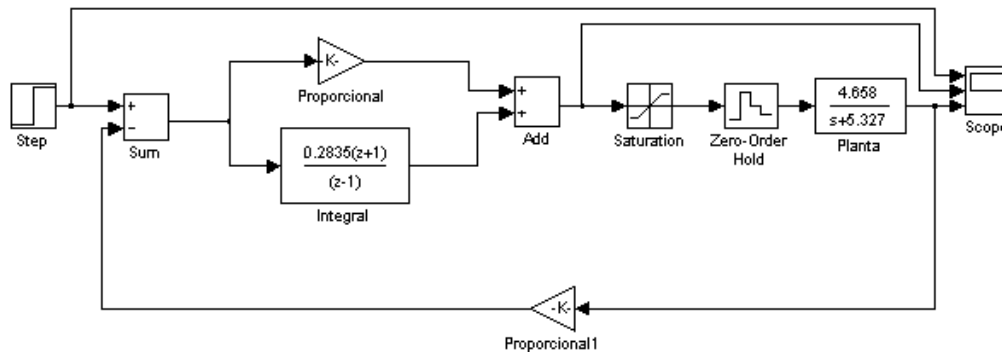 Step
+
−
Sum
-K-
Proporcional
0.2835(z+1)
(z-1)
Integral
+
+
Add
Saturation
Zero-Order
Hold
4.658
s+5.327
Planta
Scope
-K-
Proporcional1